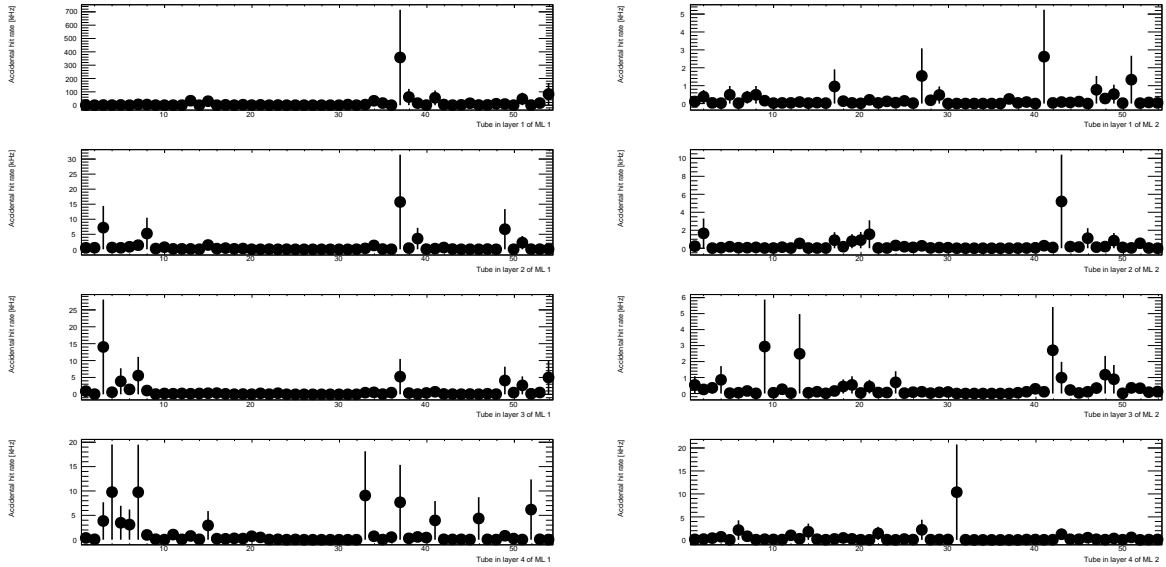 Accidental hit rate [kHz]
700
600
500
400
300
200
100
0
10 20 30 40 50
Tube in layer 1 of ML 1
Accidental hit rate [kHz]
5
4
3
2
1
0
10 20 30 40 50
Tube in layer 1 of ML 2
Accidental hit rate [kHz]
30
25
20
15
10
5
0
10 20 30 40 50
Tube in layer 2 of ML 1
Accidental hit rate [kHz]
10
8
6
4
2
0
10 20 30 40 50
Tube in layer 2 of ML 2
Accidental hit rate [kHz]
25
20
15
10
5
0
10 20 30 40 50
Tube in layer 3 of ML 1
Accidental hit rate [kHz]
6
5
4
3
2
1
0
10 20 30 40 50
Tube in layer 3 of ML 2
Accidental hit rate [kHz]
20
15
10
5
0
10 20 30 40 50
Tube in layer 4 of ML 1
Accidental hit rate [kHz]
20
15
10
5
0
10 20 30 40 50
Tube in layer 4 of ML 2